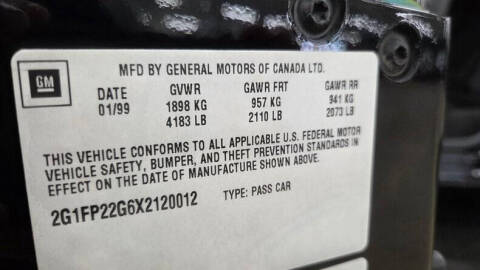 GM
MFD BY GENERAL MOTORS OF CANADA LTD.
DATE GVWR GAWR FRT GAWR RR
01/99 1898 KG 957 KG 941 KG
4183 LB 2110 LB 2073 LB
THIS VEHICLE CONFORMS TO ALL APPLICABLE U.S. FEDERAL MOTOR
VEHICLE SAFETY, BUMPER, AND THEFT PREVENTION STANDARDS IN
EFFECT ON THE DATE OF MANUFACTURE SHOWN ABOVE.
2G1FP22G6X2120012 TYPE: PASS CAR